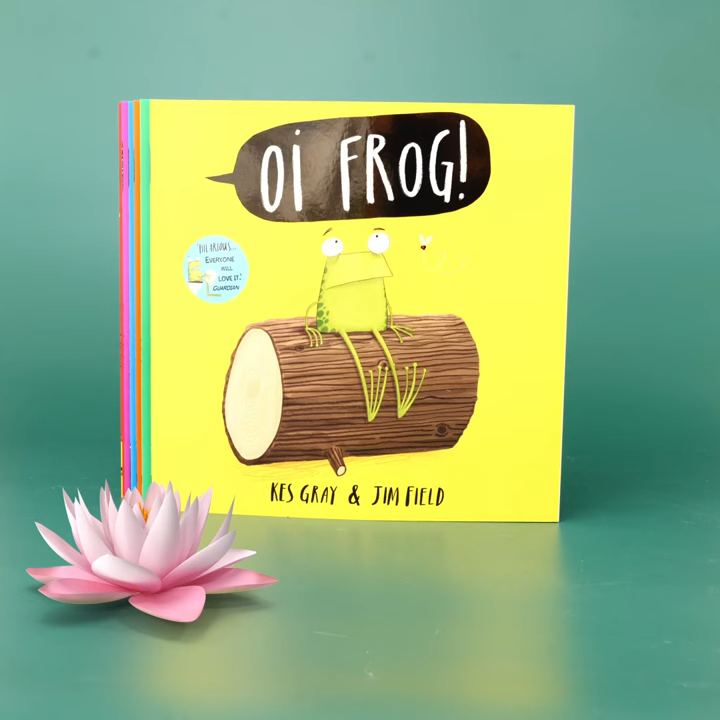 OI FROG!
"HILARIOUS...
EVERYONE
WILL
LOVE IT."
GUARDIAN
KES GRAY & JIM FIELD